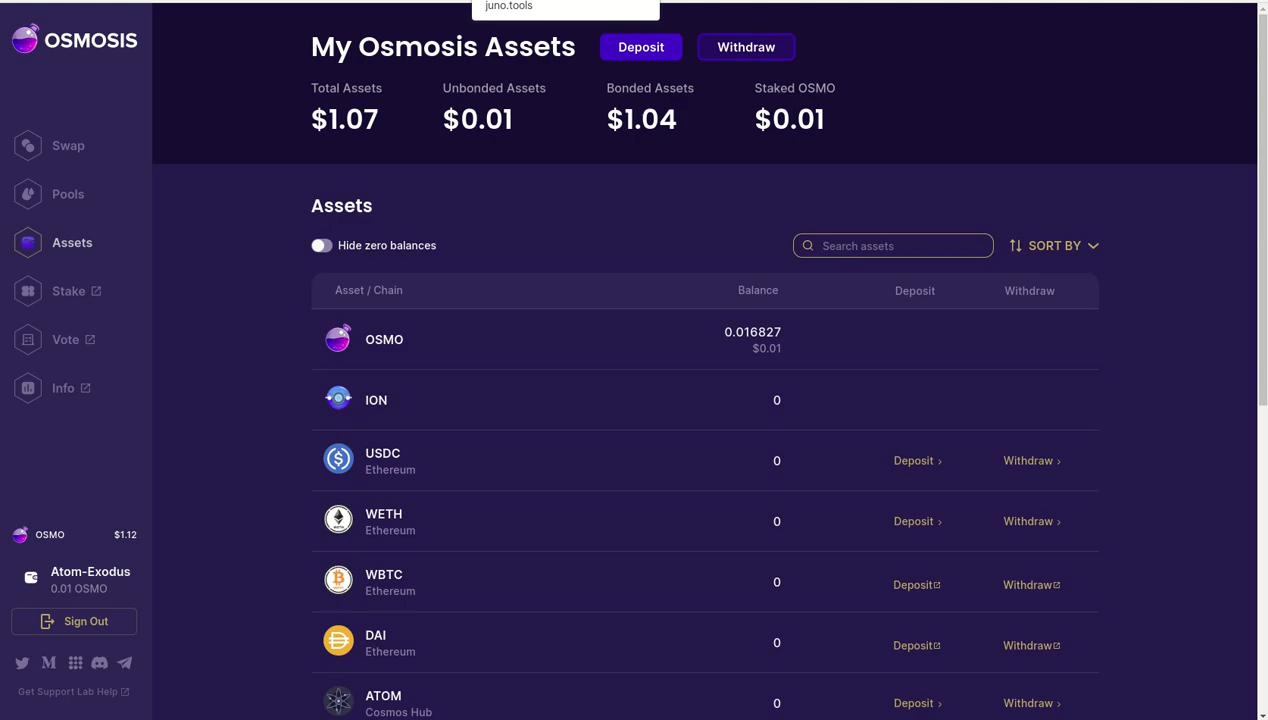 juno.tools
OSMOSIS
Swap
Pools
Assets
Stake
Vote
Info
OSMO $1.12
Atom-Exodus
0.01 OSMO
Sign Out
Get Support Lab Help
My Osmosis Assets Deposit Withdraw
Total Assets Unbonded Assets Bonded Assets Staked OSMO
$1.07 $0.01 $1.04 $0.01
Assets
Hide zero balances Search assets SORT BY
Asset / Chain Balance Deposit Withdraw
OSMO 0.016827
$0.01
ION 0
USDC
Ethereum 0 Deposit › Withdraw ›
WETH
Ethereum 0 Deposit › Withdraw ›
WBTC
Ethereum 0 Deposit Withdraw
DAI
Ethereum 0 Deposit Withdraw
ATOM
Cosmos Hub 0 Deposit › Withdraw ›